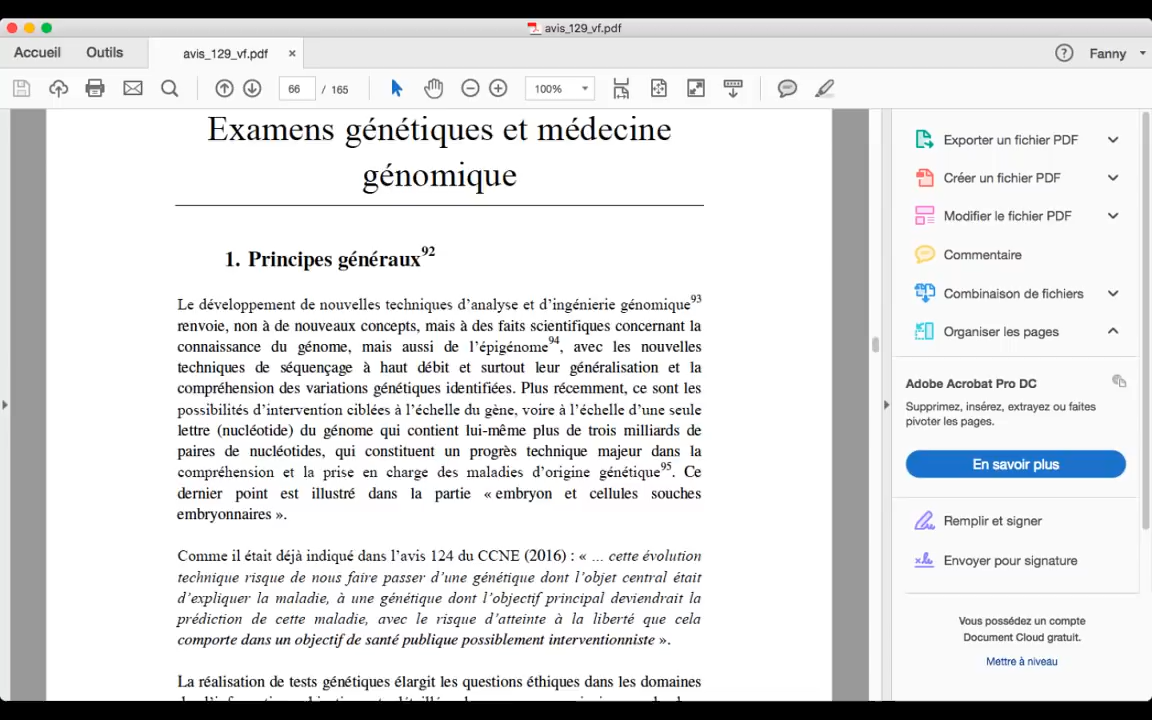 avis_129_vf.pdf
Accueil Outils avis_129_vf.pdf × ? Fanny
66 / 165 100%
Examens génétiques et médecine
génomique
1. Principes généraux92
Le développement de nouvelles techniques d’analyse et d’ingénierie génomique93
renvoie, non à de nouveaux concepts, mais à des faits scientifiques concernant la
connaissance du génome, mais aussi de l’épigénome94, avec les nouvelles
techniques de séquençage à haut débit et surtout leur généralisation et la
compréhension des variations génétiques identifiées. Plus récemment, ce sont les
possibilités d’intervention ciblées à l’échelle du gène, voire à l’échelle d’une seule
lettre (nucléotide) du génome qui contient lui-même plus de trois milliards de
paires de nucléotides, qui constituent un progrès technique majeur dans la
compréhension et la prise en charge des maladies d’origine génétique95. Ce
dernier point est illustré dans la partie « embryon et cellules souches
embryonnaires ».
Comme il était déjà indiqué dans l’avis 124 du CCNE (2016) : « ... cette évolution
technique risque de nous faire passer d’une génétique dont l’objet central était
d’expliquer la maladie, à une génétique dont l’objectif principal deviendrait la
prédiction de cette maladie, avec le risque d’atteinte à la liberté que cela
comporte dans un objectif de santé publique possiblement interventionniste ».
La réalisation de tests génétiques élargit les questions éthiques dans les domaines
Exporter un fichier PDF
Créer un fichier PDF
Modifier le fichier PDF
Commentaire
Combinaison de fichiers
Organiser les pages
Adobe Acrobat Pro DC
Supprimez, insérez, extrayez ou faites
pivoter les pages.
En savoir plus
Remplir et signer
Envoyer pour signature
Vous possédez un compte
Document Cloud gratuit.
Mettre à niveau